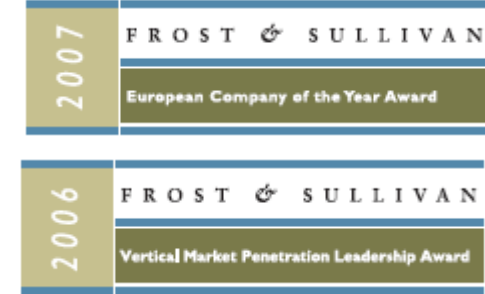 2007
FROST & SULLIVAN
European Company of the Year Award
2006
FROST & SULLIVAN
Vertical Market Penetration Leadership Award